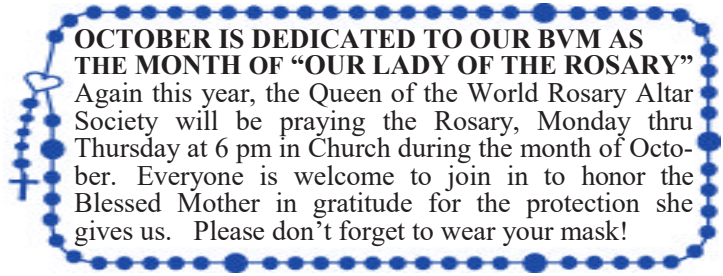 OCTOBER IS DEDICATED TO OUR BVM AS
THE MONTH OF “OUR LADY OF THE ROSARY”
Again this year, the Queen of the World Rosary Altar
Society will be praying the Rosary, Monday thru
Thursday at 6 pm in Church during the month of Octo-
ber. Everyone is welcome to join in to honor the
Blessed Mother in gratitude for the protection she
gives us. Please don’t forget to wear your mask!